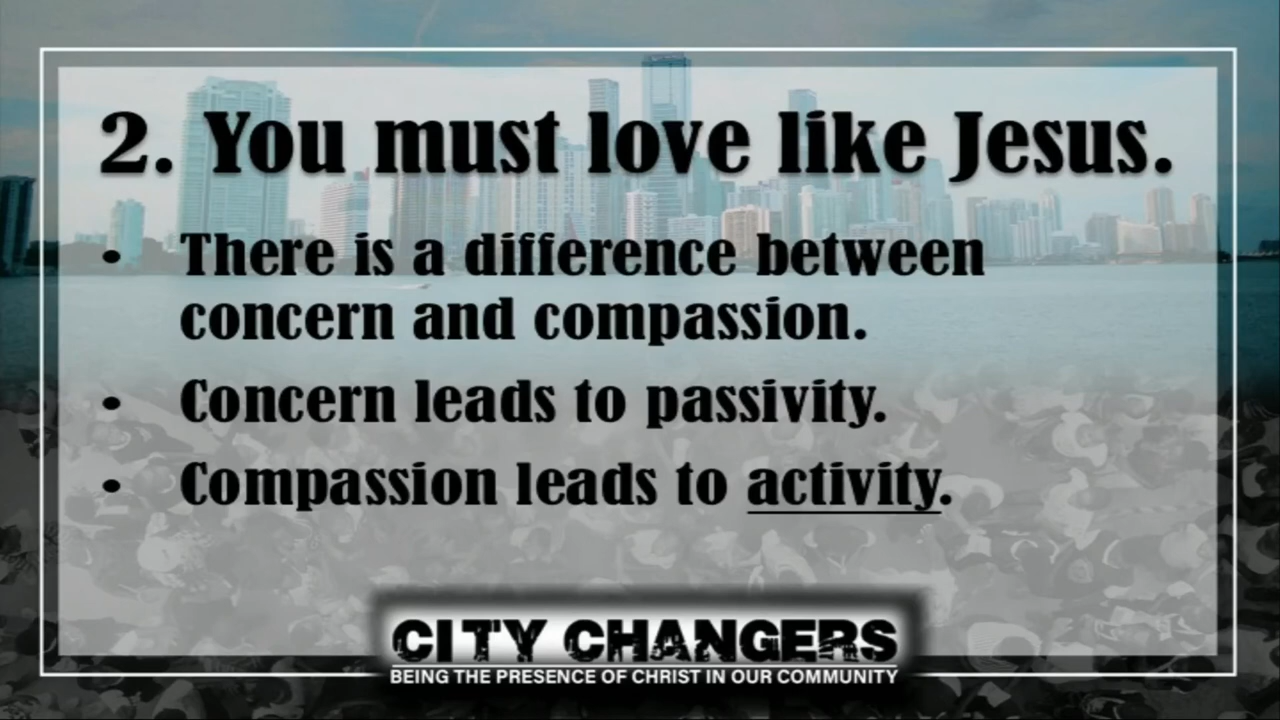 2. You must love like Jesus.
• There is a difference between
concern and compassion.
• Concern leads to passivity.
• Compassion leads to activity.
CITY CHANGERS
BEING THE PRESENCE OF CHRIST IN OUR COMMUNITY